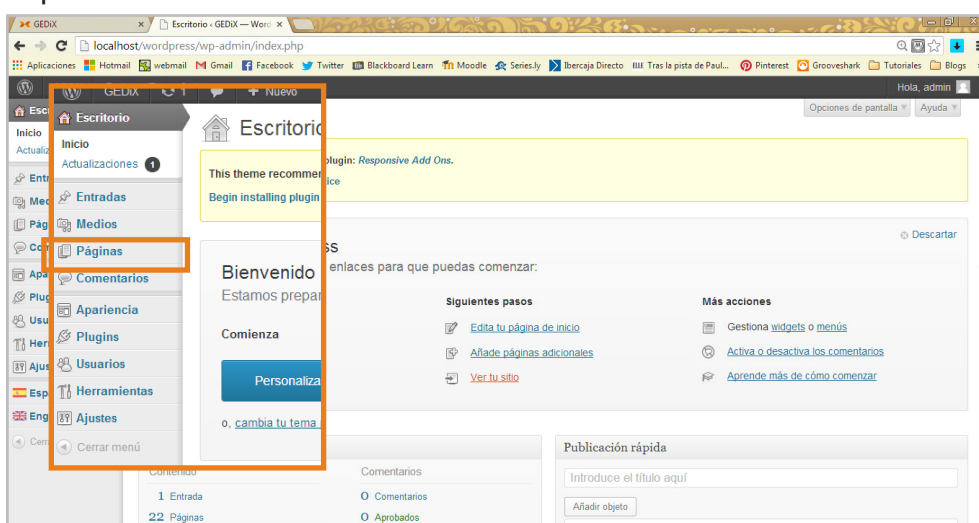 GEDiX
Escritorio ‹ GEDiX — Word
localhost/wordpress/wp-admin/index.php
Aplicaciones Hotmail webmail Gmail Facebook Twitter Blackboard Learn Moodle Series.ly Ibercaja Directo Tras la pista de Paul... Pinterest Grooveshark Tutoriales Blogs
GEDiX 1 + Nuevo
Hola, admin
Opciones de pantalla Ayuda
Escritorio
Inicio
Actualizaciones 1
Entradas
Medios
Páginas
Comentarios
Apariencia
Plugins
Usuarios
Herramientas
Ajustes
Cerrar menú
Inicio
Esp
Eng
Escritorio
This theme recommen
plugin: Responsive Add Ons.
Begin installing plugin
ice
Descartar
Bienvenido
ss
Estamos prepar
enlaces para que puedas comenzar:
Comienza
Personaliza
o, cambia tu tema
Siguientes pasos
Edita tu página de inicio
Añade páginas adicionales
Ver tu sitio
Más acciones
Gestiona widgets o menús
Activa o desactiva los comentarios
Aprende más de cómo comenzar
Contenido
1 Entrada
22 Páginas
Comentarios
0 Comentarios
0 Aprobados
Publicación rápida
Introduce el título aquí
Añadir objeto